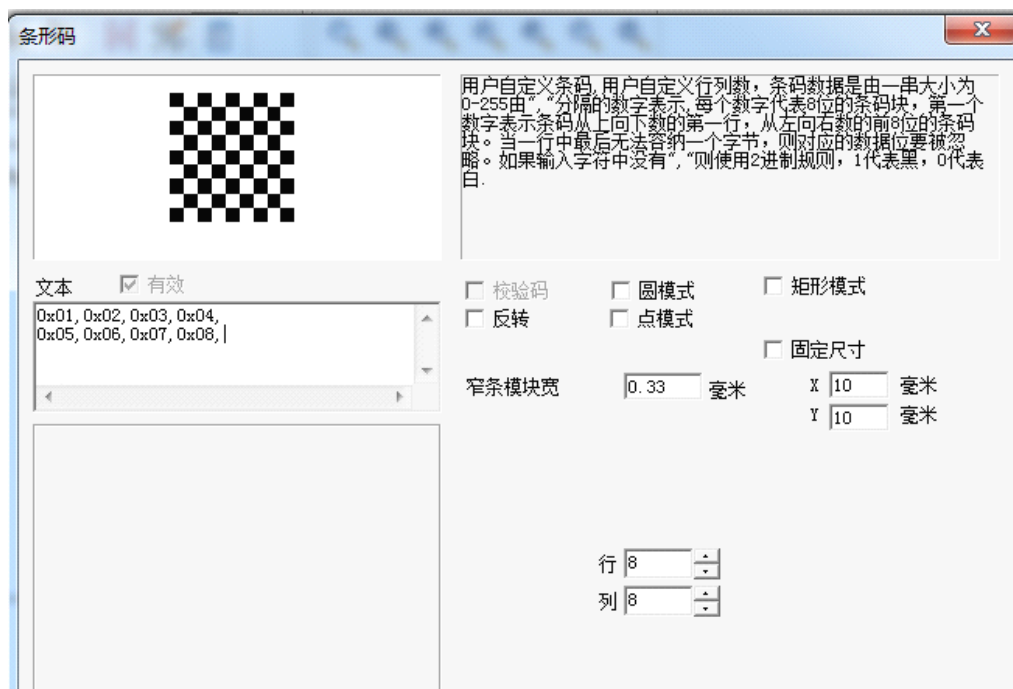 条形码
用户自定义条码,用户自定义行列数，条码数据是由一串大小为
0-255由“,“分隔的数字表示,每个数字代表8位的条码块，第一个
数字表示条码从上向下数的第一行，从左向右数的前8位的条码
块。当一行中最后无法容纳一个字节，则对应的数据位要被忽
略。如果输入字符中没有“,“则使用2进制规则，1代表黑，0代表
白.
文本 有效
0x01,0x02,0x03,0x04,
0x05,0x06,0x07,0x08,
校验码 圆模式 矩形模式
反转 点模式
固定尺寸
窄条模块宽 0.33 毫米 X 10 毫米
Y 10 毫米
行 8
列 8